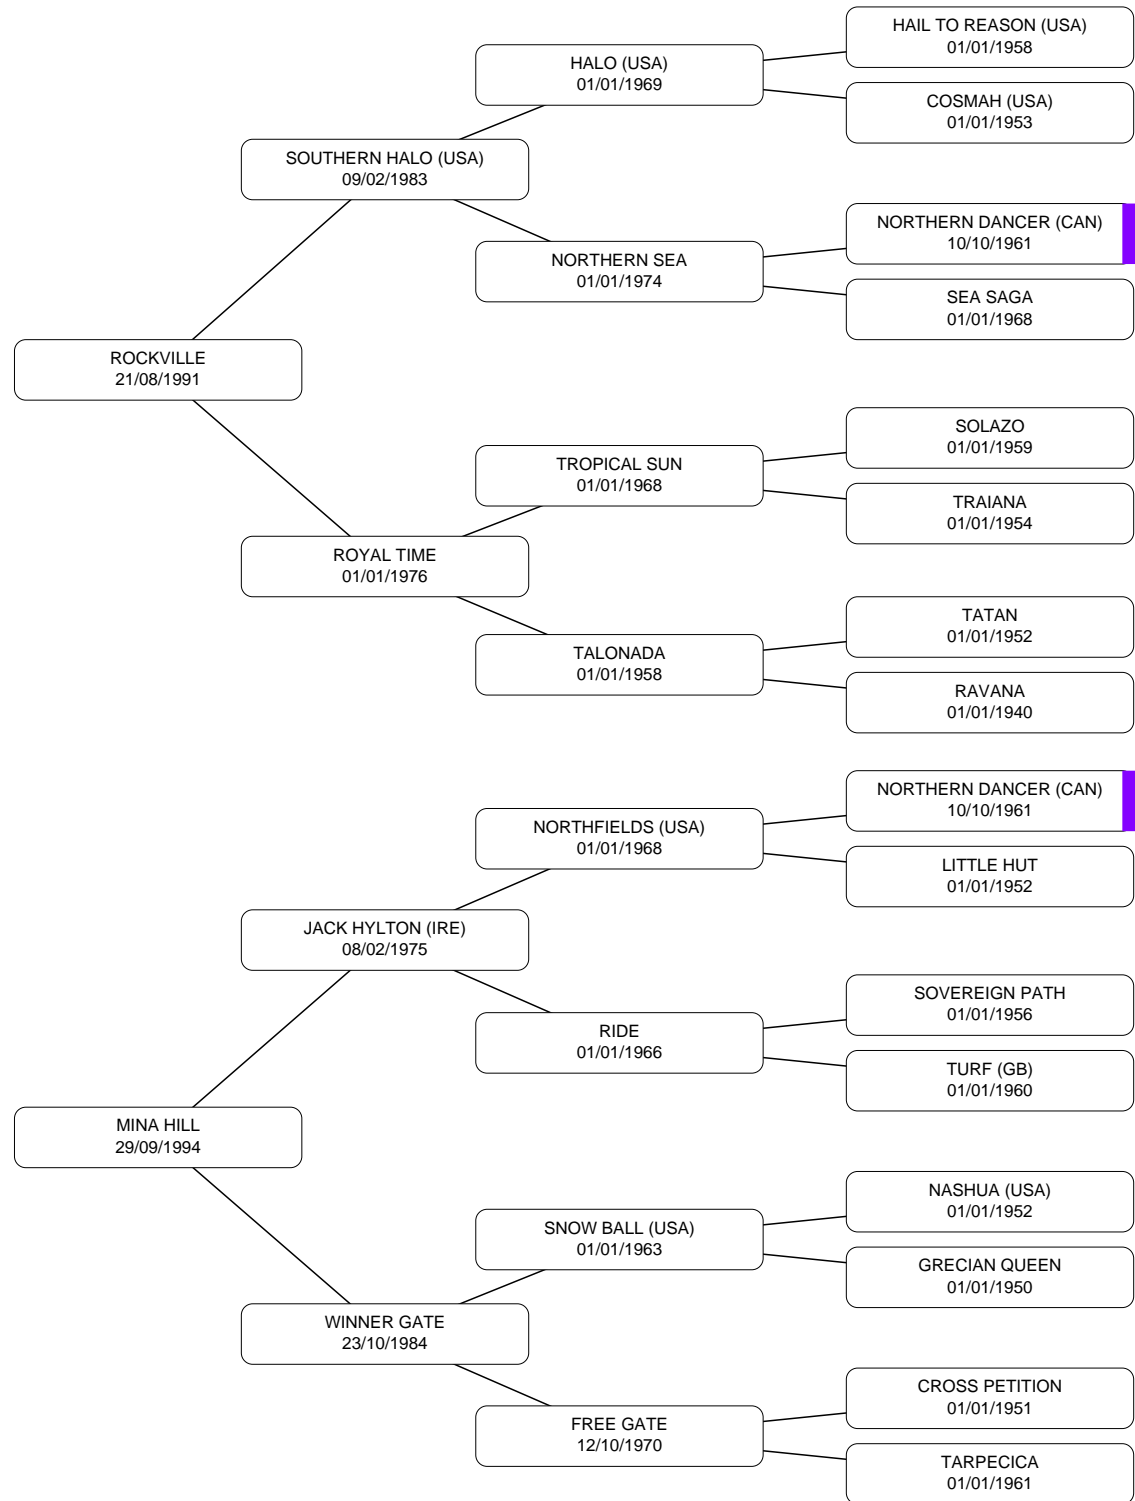 HAIL TO REASON (USA)
01/01/1958
HALO (USA)
01/01/1969
COSMAH (USA)
01/01/1953
SOUTHERN HALO (USA)
09/02/1983
NORTHERN DANCER (CAN)
10/10/1961
NORTHERN SEA
01/01/1974
SEA SAGA
01/01/1968
ROCKVILLE
21/08/1991
SOLAZO
01/01/1959
TROPICAL SUN
01/01/1968
TRAIANA
01/01/1954
ROYAL TIME
01/01/1976
TATAN
01/01/1952
TALONADA
01/01/1958
RAVANA
01/01/1940
NORTHERN DANCER (CAN)
10/10/1961
NORTHFIELDS (USA)
01/01/1968
LITTLE HUT
01/01/1952
JACK HYLTON (IRE)
08/02/1975
SOVEREIGN PATH
01/01/1956
RIDE
01/01/1966
TURF (GB)
01/01/1960
MINA HILL
29/09/1994
NASHUA (USA)
01/01/1952
SNOW BALL (USA)
01/01/1963
GRECIAN QUEEN
01/01/1950
WINNER GATE
23/10/1984
CROSS PETITION
01/01/1951
FREE GATE
12/10/1970
TARPECICA
01/01/1961